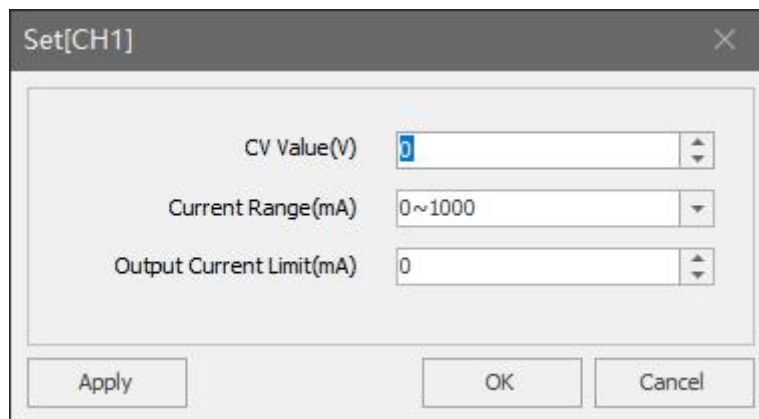 Set[CH1]
CV Value(V) 0
Current Range(mA) 0~1000
Output Current Limit(mA) 0
Apply OK Cancel